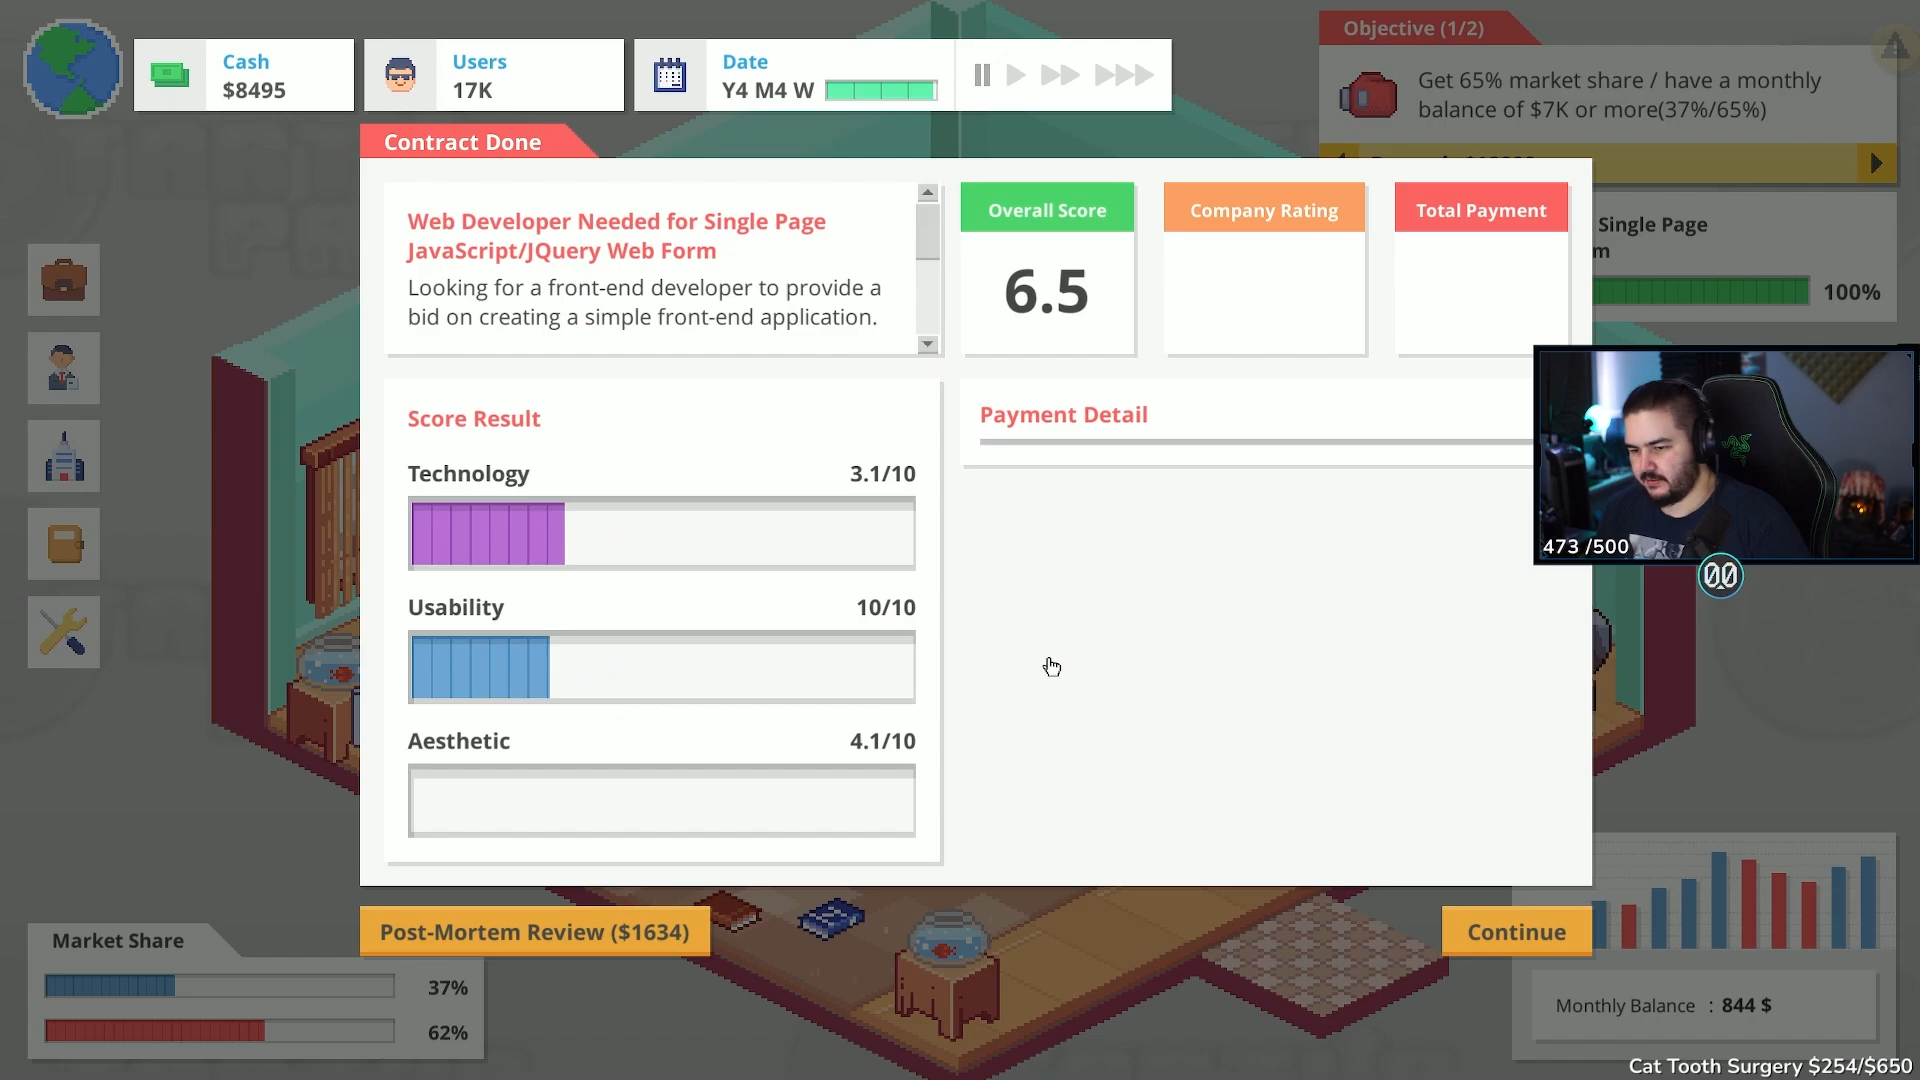 Cash
$8495
Users
17K
Date
Y4 M4 W
Objective (1/2)
Get 65% market share / have a monthly
balance of $7K or more(37%/65%)
Contract Done
Web Developer Needed for Single Page
JavaScript/JQuery Web Form
Looking for a front-end developer to provide a
bid on creating a simple front-end application.
Overall Score
6.5
Company Rating
Total Payment
Single Page
m
100%
Score Result
Technology 3.1/10
Usability 10/10
Aesthetic 4.1/10
Payment Detail
473 /500
00
Post-Mortem Review ($1634)
Continue
Market Share
37%
62%
Monthly Balance : 844 $
Cat Tooth Surgery $254/$650